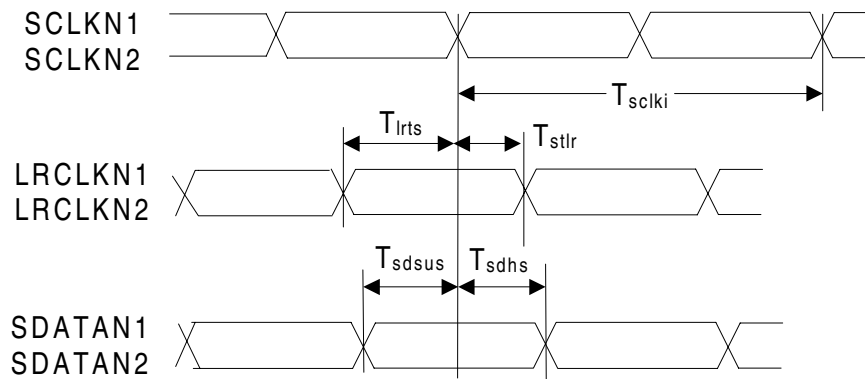 SCLKN1
SCLKN2
Tsclki
Tlrts
Tstlr
LRCLKN1
LRCLKN2
Tsdsus
Tsdhs
SDATAN1
SDATAN2